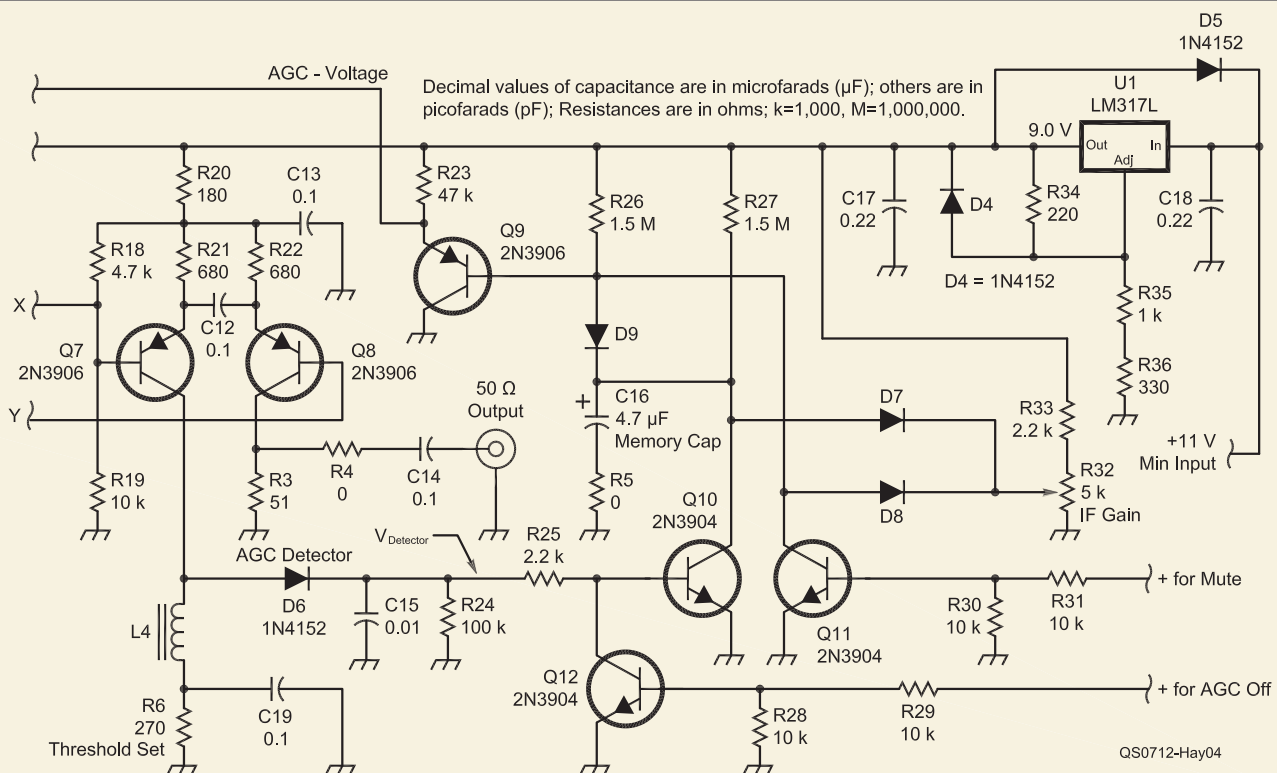 D5
1N4152
AGC - Voltage
Decimal values of capacitance are in microfarads (µF); others are in
picofarads (pF); Resistances are in ohms; k=1,000, M=1,000,000.
U1
LM317L
9.0 V
Out
In
Adj
R20
180
C13
0.1
R23
47 k
R26
1.5 M
R27
1.5 M
C17
0.22
D4
R34
220
C18
0.22
R18
4.7 k
R21
680
R22
680
Q9
2N3906
D4 = 1N4152
X
C12
0.1
R35
1 k
Q7
2N3906
Q8
2N3906
D9
R36
330
Y
50 Ω
Output
C16
4.7 µF
Memory Cap
+
D7
R33
2.2 k
+11 V
Min Input
R19
10 k
R3
51
R4
0
C14
0.1
R5
0
Q10
2N3904
D8
R32
5 k
IF Gain
AGC Detector
VDetector
R25
2.2 k
D6
1N4152
C15
0.01
R24
100 k
Q11
2N3904
R30
10 k
R31
10 k
+ for Mute
L4
Q12
2N3904
R6
270
Threshold Set
C19
0.1
R28
10 k
R29
10 k
+ for AGC Off
QS0712-Hay04